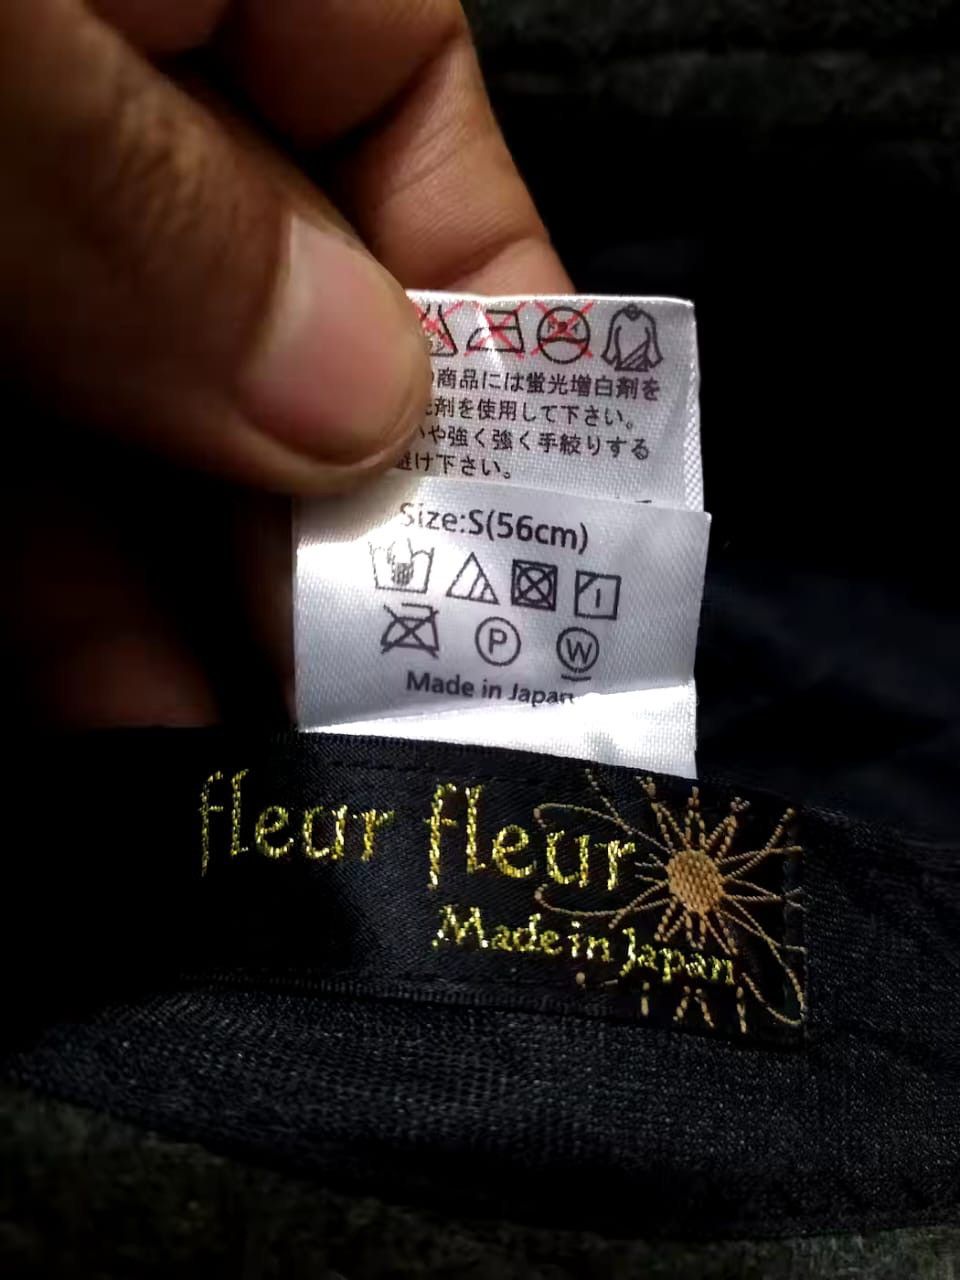 商品には蛍光増白剤を
剤を使用して下さい。
や強く強く手絞りする
避け下さい。
Size:S(56cm)
P W
Made in Japan
fleur fleur
Made in Japan